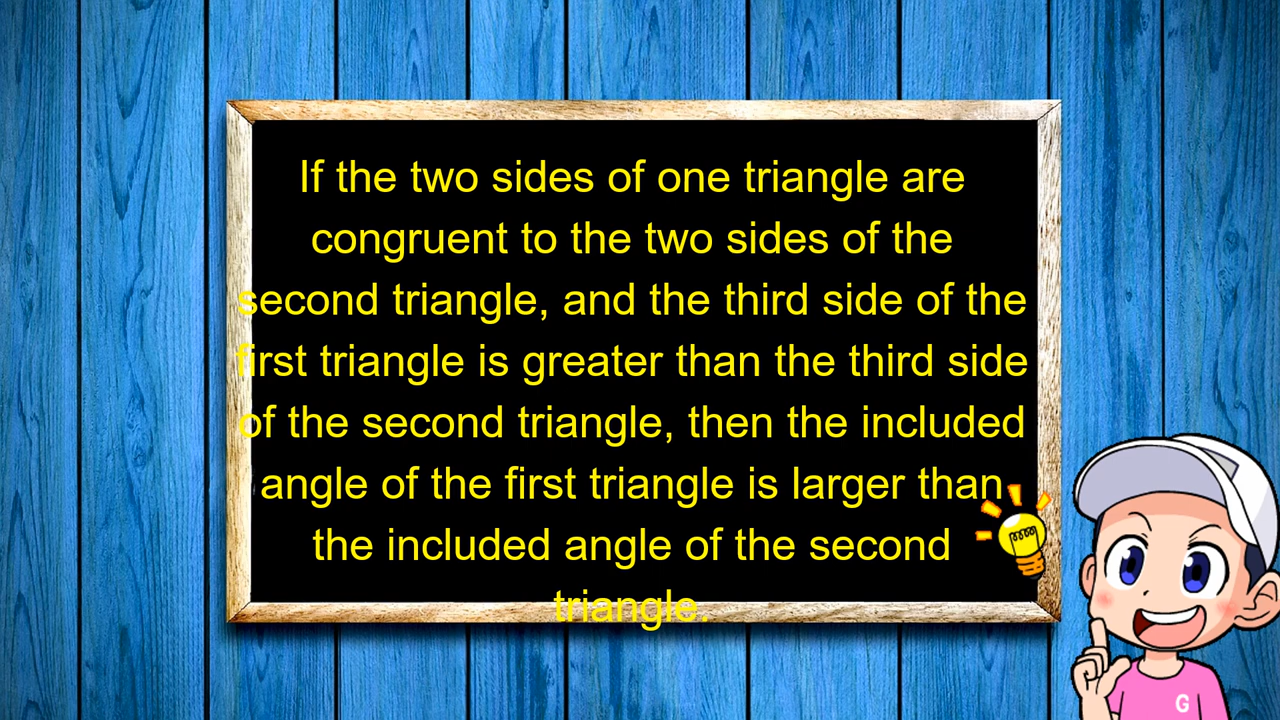 If the two sides of one triangle are
congruent to the two sides of the
second triangle, and the third side of the
first triangle is greater than the third side
of the second triangle, then the included
angle of the first triangle is larger than
the included angle of the second
triangle.
G